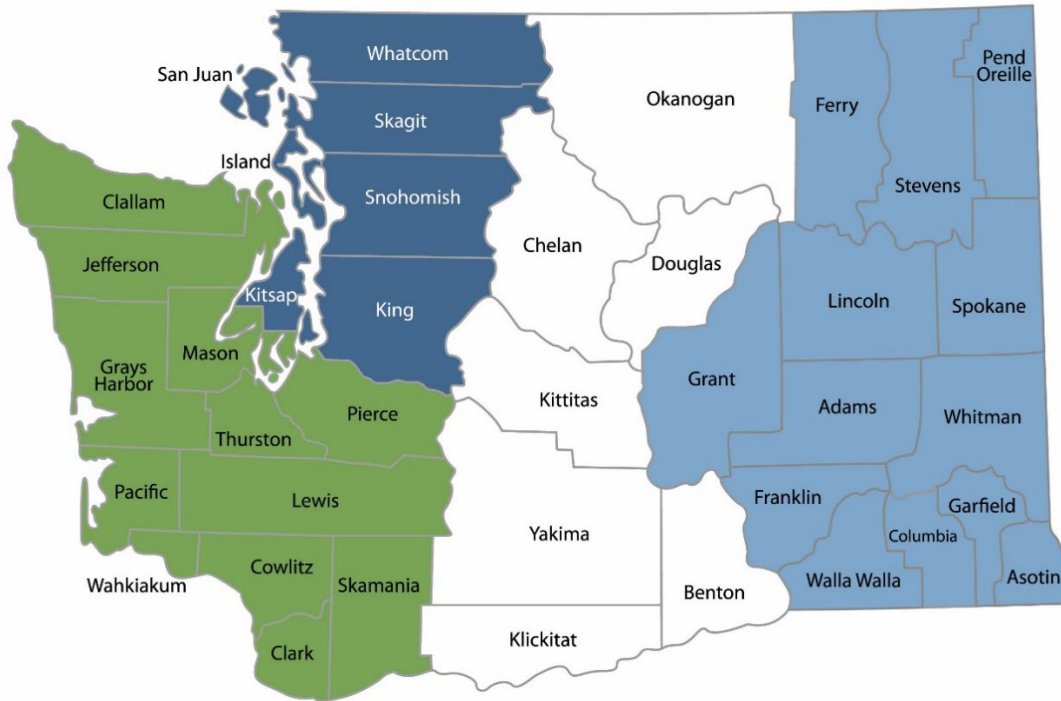 Whatcom
San Juan
Pend
Oreille
Okanogan
Ferry
Skagit
Island
Stevens
Snohomish
Clallam
Chelan
Douglas
Jefferson
Kitsap
King
Lincoln
Spokane
Mason
Grays
Harbor
Grant
Kittitas
Adams
Pierce
Whitman
Thurston
Pacific
Lewis
Franklin
Garfield
Yakima
Columbia
Cowlitz
Skamania
Wahkiakum
Walla Walla
Asotin
Benton
Klickitat
Clark